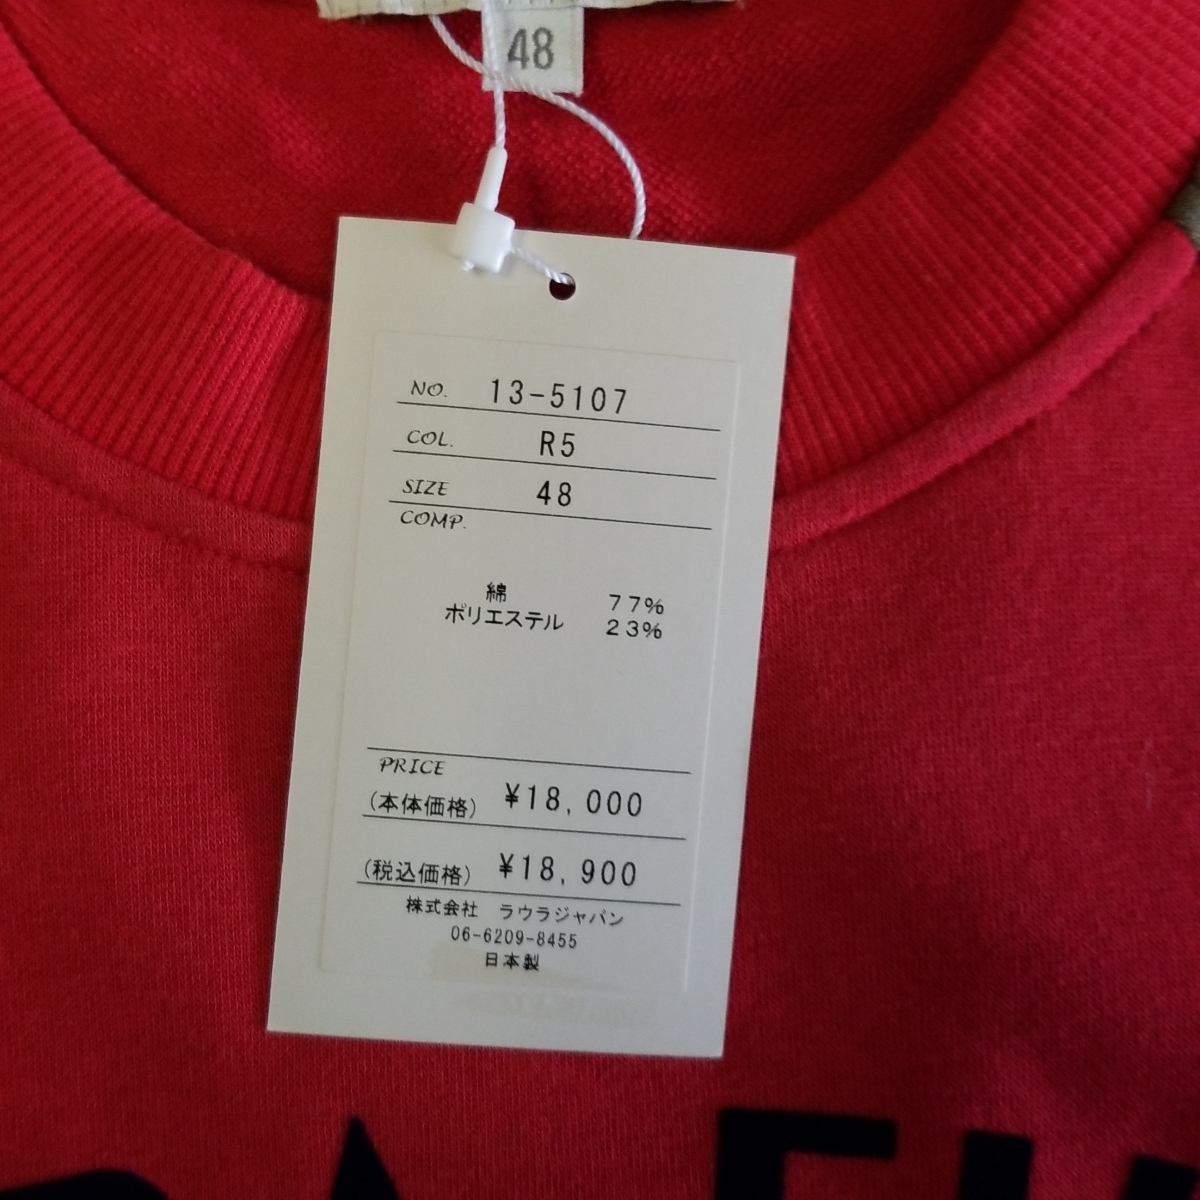 48
NO. 13-5107
COL. R5
SIZE 48
COMP.
綿 77%
ポリエステル 23%
PRICE
(本体価格) ¥18,000
(税込価格) ¥18,900
株式会社 ラウラジャパン
06-6209-8455
日本製